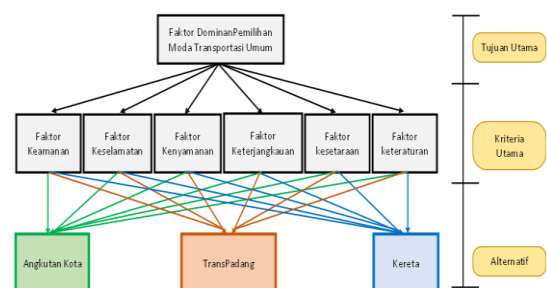 Faktor DominanPemilihan
Moda Transportasi Umum
Tujuan Utama
Faktor
Keamanan
Faktor
Keselamatan
Faktor
Kenyamanan
Faktor
Keterjangkauan
Faktor
kesetaraan
Faktor
keteraturan
Kriteria
Utama
Angkutan Kota
TransPadang
Kereta
Alternatif